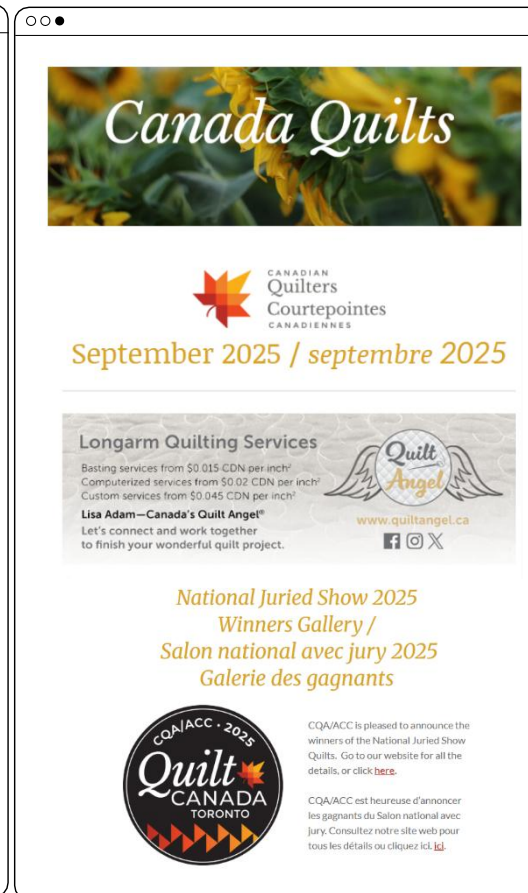 Canada Quilts
CANADIAN
Quilters
Courtepointes
CANADIENNES
September 2025 / septembre 2025
Longarm Quilting Services
Basting services from $0.015 CDN per inch²
Computerized services from $0.02 CDN per inch²
Custom services from $0.045 CDN per inch²
Lisa Adam—Canada's Quilt Angel®
Let's connect and work together
to finish your wonderful quilt project.
Quilt
Angel
www.quiltangel.ca
National Juried Show 2025
Winners Gallery /
Salon national avec jury 2025
Galerie des gagnants
CQA/ACC · 2025
Quilt
CANADA
TORONTO
CQA/ACC is pleased to announce the
winners of the National Juried Show
Quilts. Go to our website for all the
details, or click here.
CQA/ACC est heureuse d'annoncer
les gagnants du Salon national avec
jury. Consultez notre site web pour
tous les détails ou cliquez ici. ici.